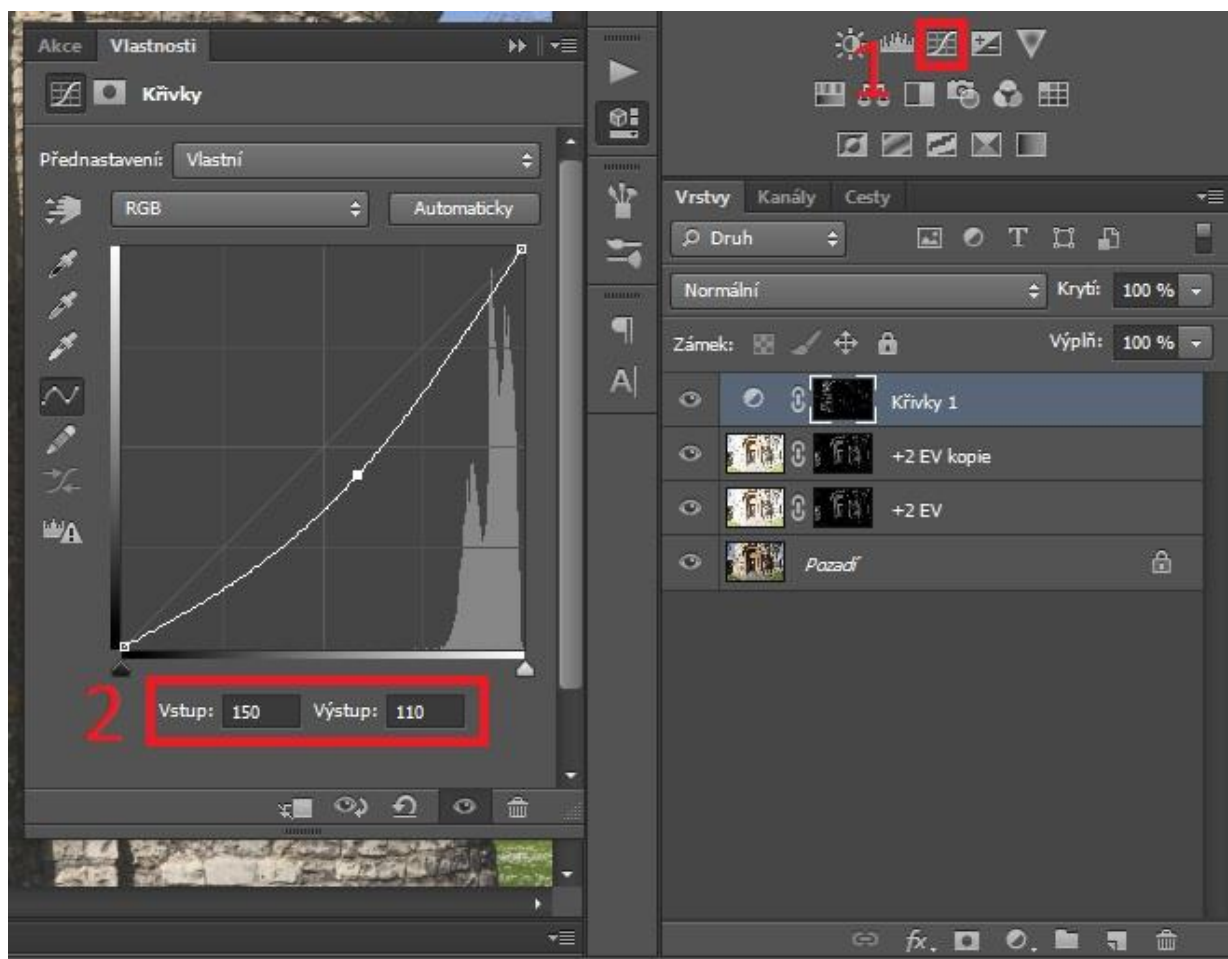 Akce Vlastnosti
Křivky
Přednastavení: Vlastní
RGB Automaticky
2
Vstup: 150 Výstup: 110
1
Vrstvy Kanály Cesty
Druh
Normální Krytí: 100 %
Zámek: Výplň: 100 %
Křivky 1
+2 EV kopie
+2 EV
Pozadí
fx